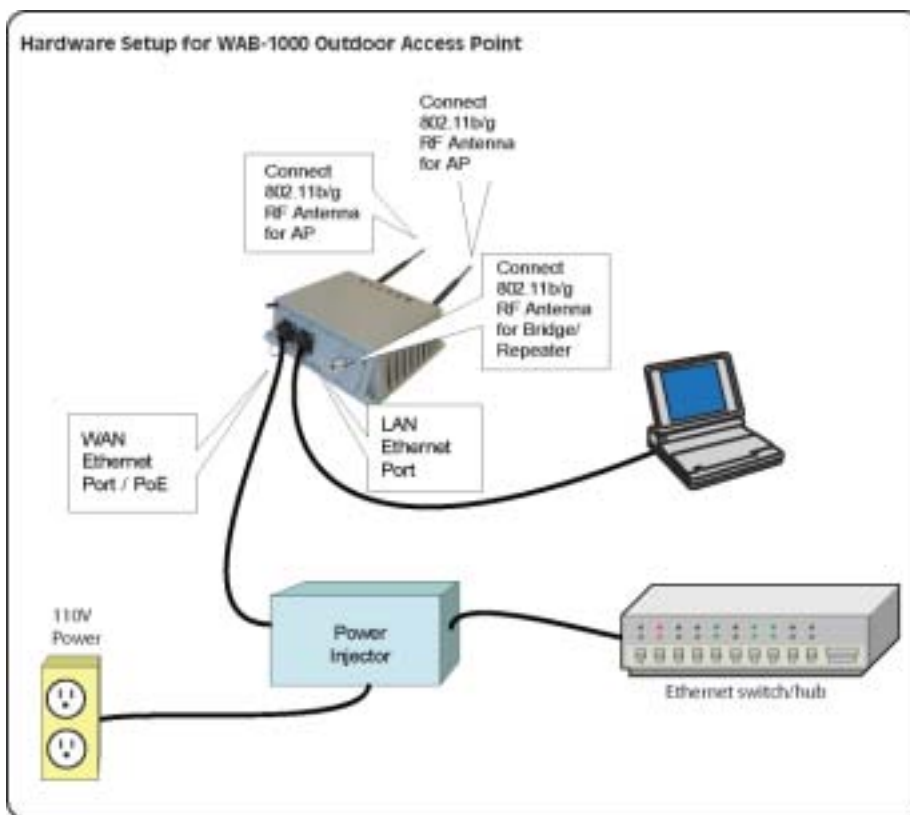 Hardware Setup for WAB-1000 Outdoor Access Point
Connect
802.11b/g
RF Antenna
for AP
Connect
802.11b/g
RF Antenna
for AP
Connect
802.11b/g
RF Antenna
for Bridge/
Repeater
WAN
Ethernet
Port / PoE
LAN
Ethernet
Port
110V
Power
Power
Injector
Ethernet switch/hub